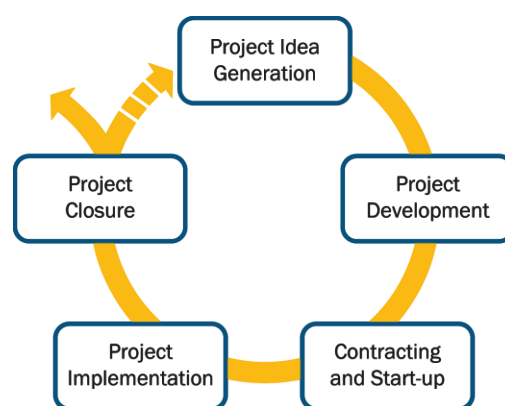 Project Idea
Generation
Project
Development
Contracting
and Start-up
Project
Implementation
Project
Closure